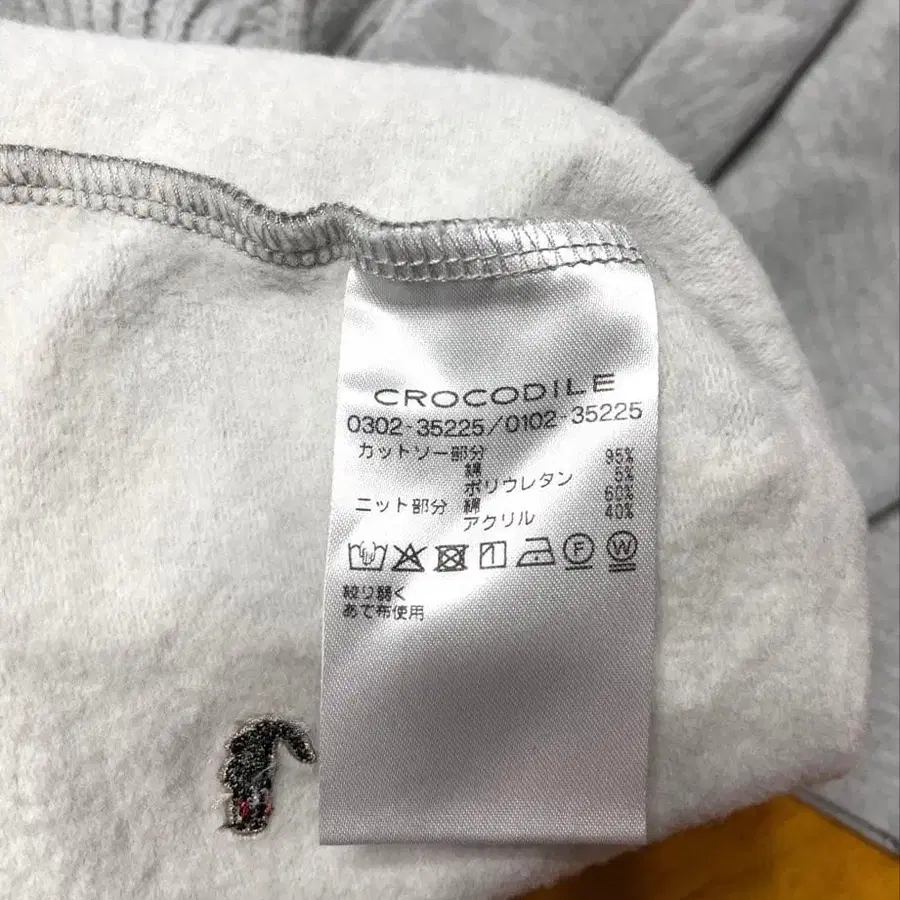 CROCODILE
0302-35225/0102-35225
カットソー部分 95%
綿 5%
ポリウレタン 60%
ニット部分 綿 40%
アクリル
F W
絞り弱く
あて布使用